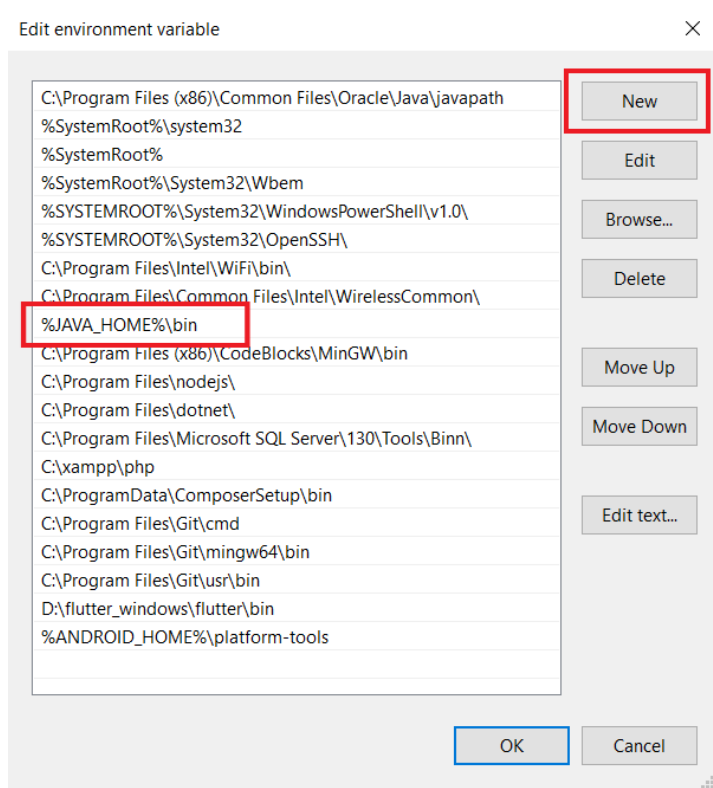 Edit environment variable
C:\Program Files (x86)\Common Files\Oracle\Java\javapath
%SystemRoot%\system32
%SystemRoot%
%SystemRoot%\System32\Wbem
%SYSTEMROOT%\System32\WindowsPowerShell\v1.0\
%SYSTEMROOT%\System32\OpenSSH\
C:\Program Files\Intel\WiFi\bin\
C:\Program Files\Common Files\Intel\WirelessCommon\
%JAVA_HOME%\bin
C:\Program Files (x86)\CodeBlocks\MinGW\bin
C:\Program Files\nodejs\
C:\Program Files\dotnet\
C:\Program Files\Microsoft SQL Server\130\Tools\Binn\
C:\xampp\php
C:\ProgramData\ComposerSetup\bin
C:\Program Files\Git\cmd
C:\Program Files\Git\mingw64\bin
C:\Program Files\Git\usr\bin
D:\flutter_windows\flutter\bin
%ANDROID_HOME%\platform-tools
New
Edit
Browse...
Delete
Move Up
Move Down
Edit text...
OK
Cancel